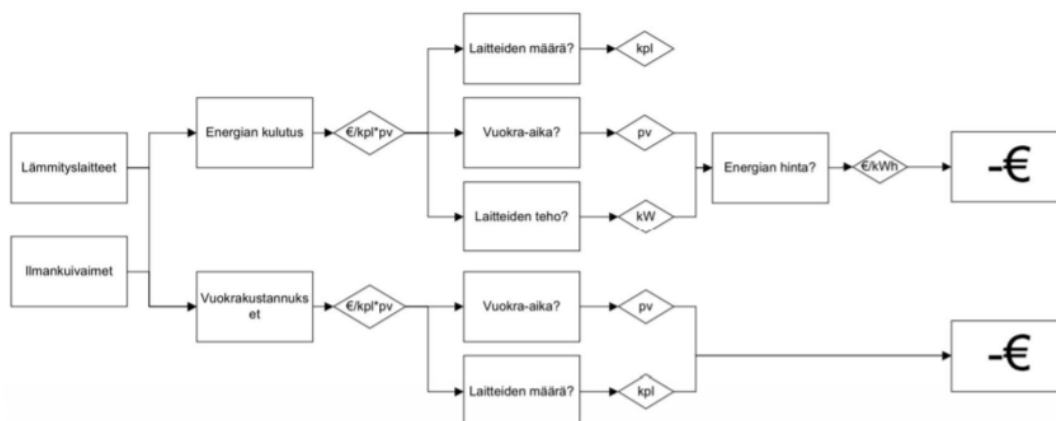 Laitteiden määrä?
kpl
Energian kulutus
€/kpl*pv
Vuokra-aika?
pv
Lämmityslaitteet
Energian hinta?
€/kWh
-€
Laitteiden teho?
kW
Ilmankuivaimet
Vuokrakustannuks
et
€/kpl*pv
Vuokra-aika?
pv
-€
Laitteiden määrä?
kpl